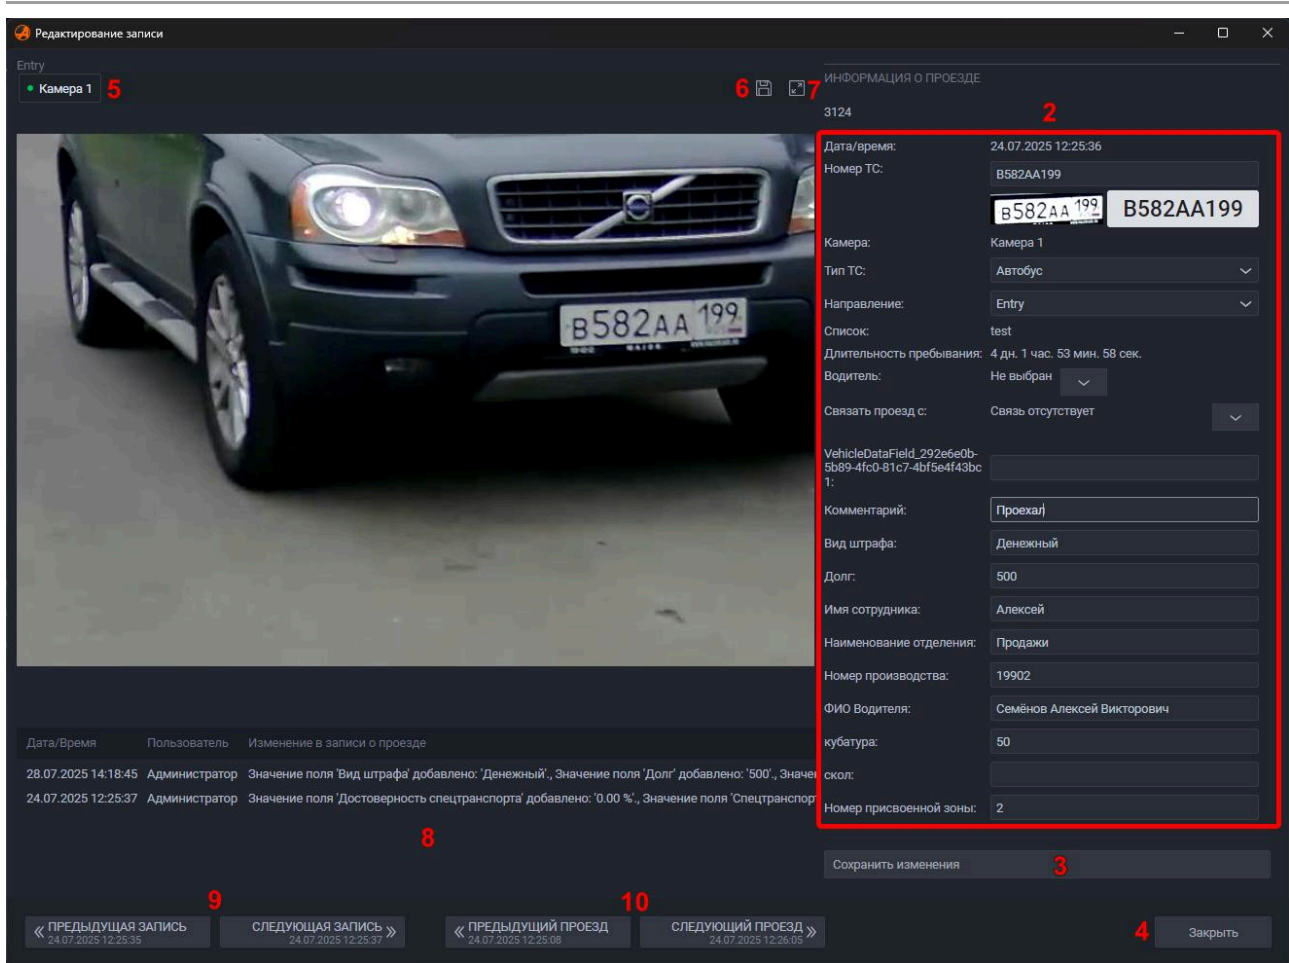 Редактирование записи
Entry
Камера 1
5
6
7
ИНФОРМАЦИЯ О ПРОЕЗДЕ
3124
2
Дата/время: 24.07.2025 12:25:36
Номер ТС: B582AA199
В582АА 199 B582AA199
Камера: Камера 1
Тип ТС: Автобус
Направление: Entry
Список: test
Длительность пребывания: 4 дн. 1 час. 53 мин. 58 сек.
Водитель: Не выбран
Связать проезд с: Связь отсутствует
VehicleDataField_292e6e0b-
5b89-4fc0-81c7-4bf5e4f43bc
1:
Комментарий: Проехал
Вид штрафа: Денежный
Долг: 500
Имя сотрудника: Алексей
Наименование отделения: Продажи
Номер производства: 19902
ФИО Водителя: Семёнов Алексей Викторович
кубатура: 50
скол:
Номер присвоенной зоны: 2
Сохранить изменения
3
В582АА 199
Дата/Время Пользователь Изменение в записи о проезде
28.07.2025 14:18:45 Администратор Значение поля 'Вид штрафа' добавлено: 'Денежный'., Значение поля 'Долг' добавлено: '500'., Значен
24.07.2025 12:25:37 Администратор Значение поля 'Достоверность спецтранспорта' добавлено: '0.00 %'., Значение поля 'Спецтранспор
8
9
10
« ПРЕДЫДУЩАЯ ЗАПИСЬ
24.07.2025 12:25:35
СЛЕДУЮЩАЯ ЗАПИСЬ »
24.07.2025 12:25:37
« ПРЕДЫДУЩИЙ ПРОЕЗД
24.07.2025 12:25:08
СЛЕДУЮЩИЙ ПРОЕЗД »
24.07.2025 12:26:05
4
Закрыть